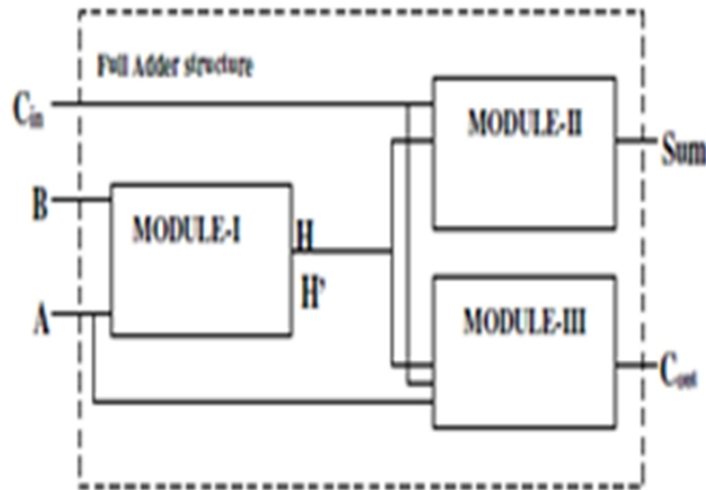 Full Adder structure
Cin
MODULE-II
Sum
B
MODULE-I
H
H'
A
MODULE-III
Cout